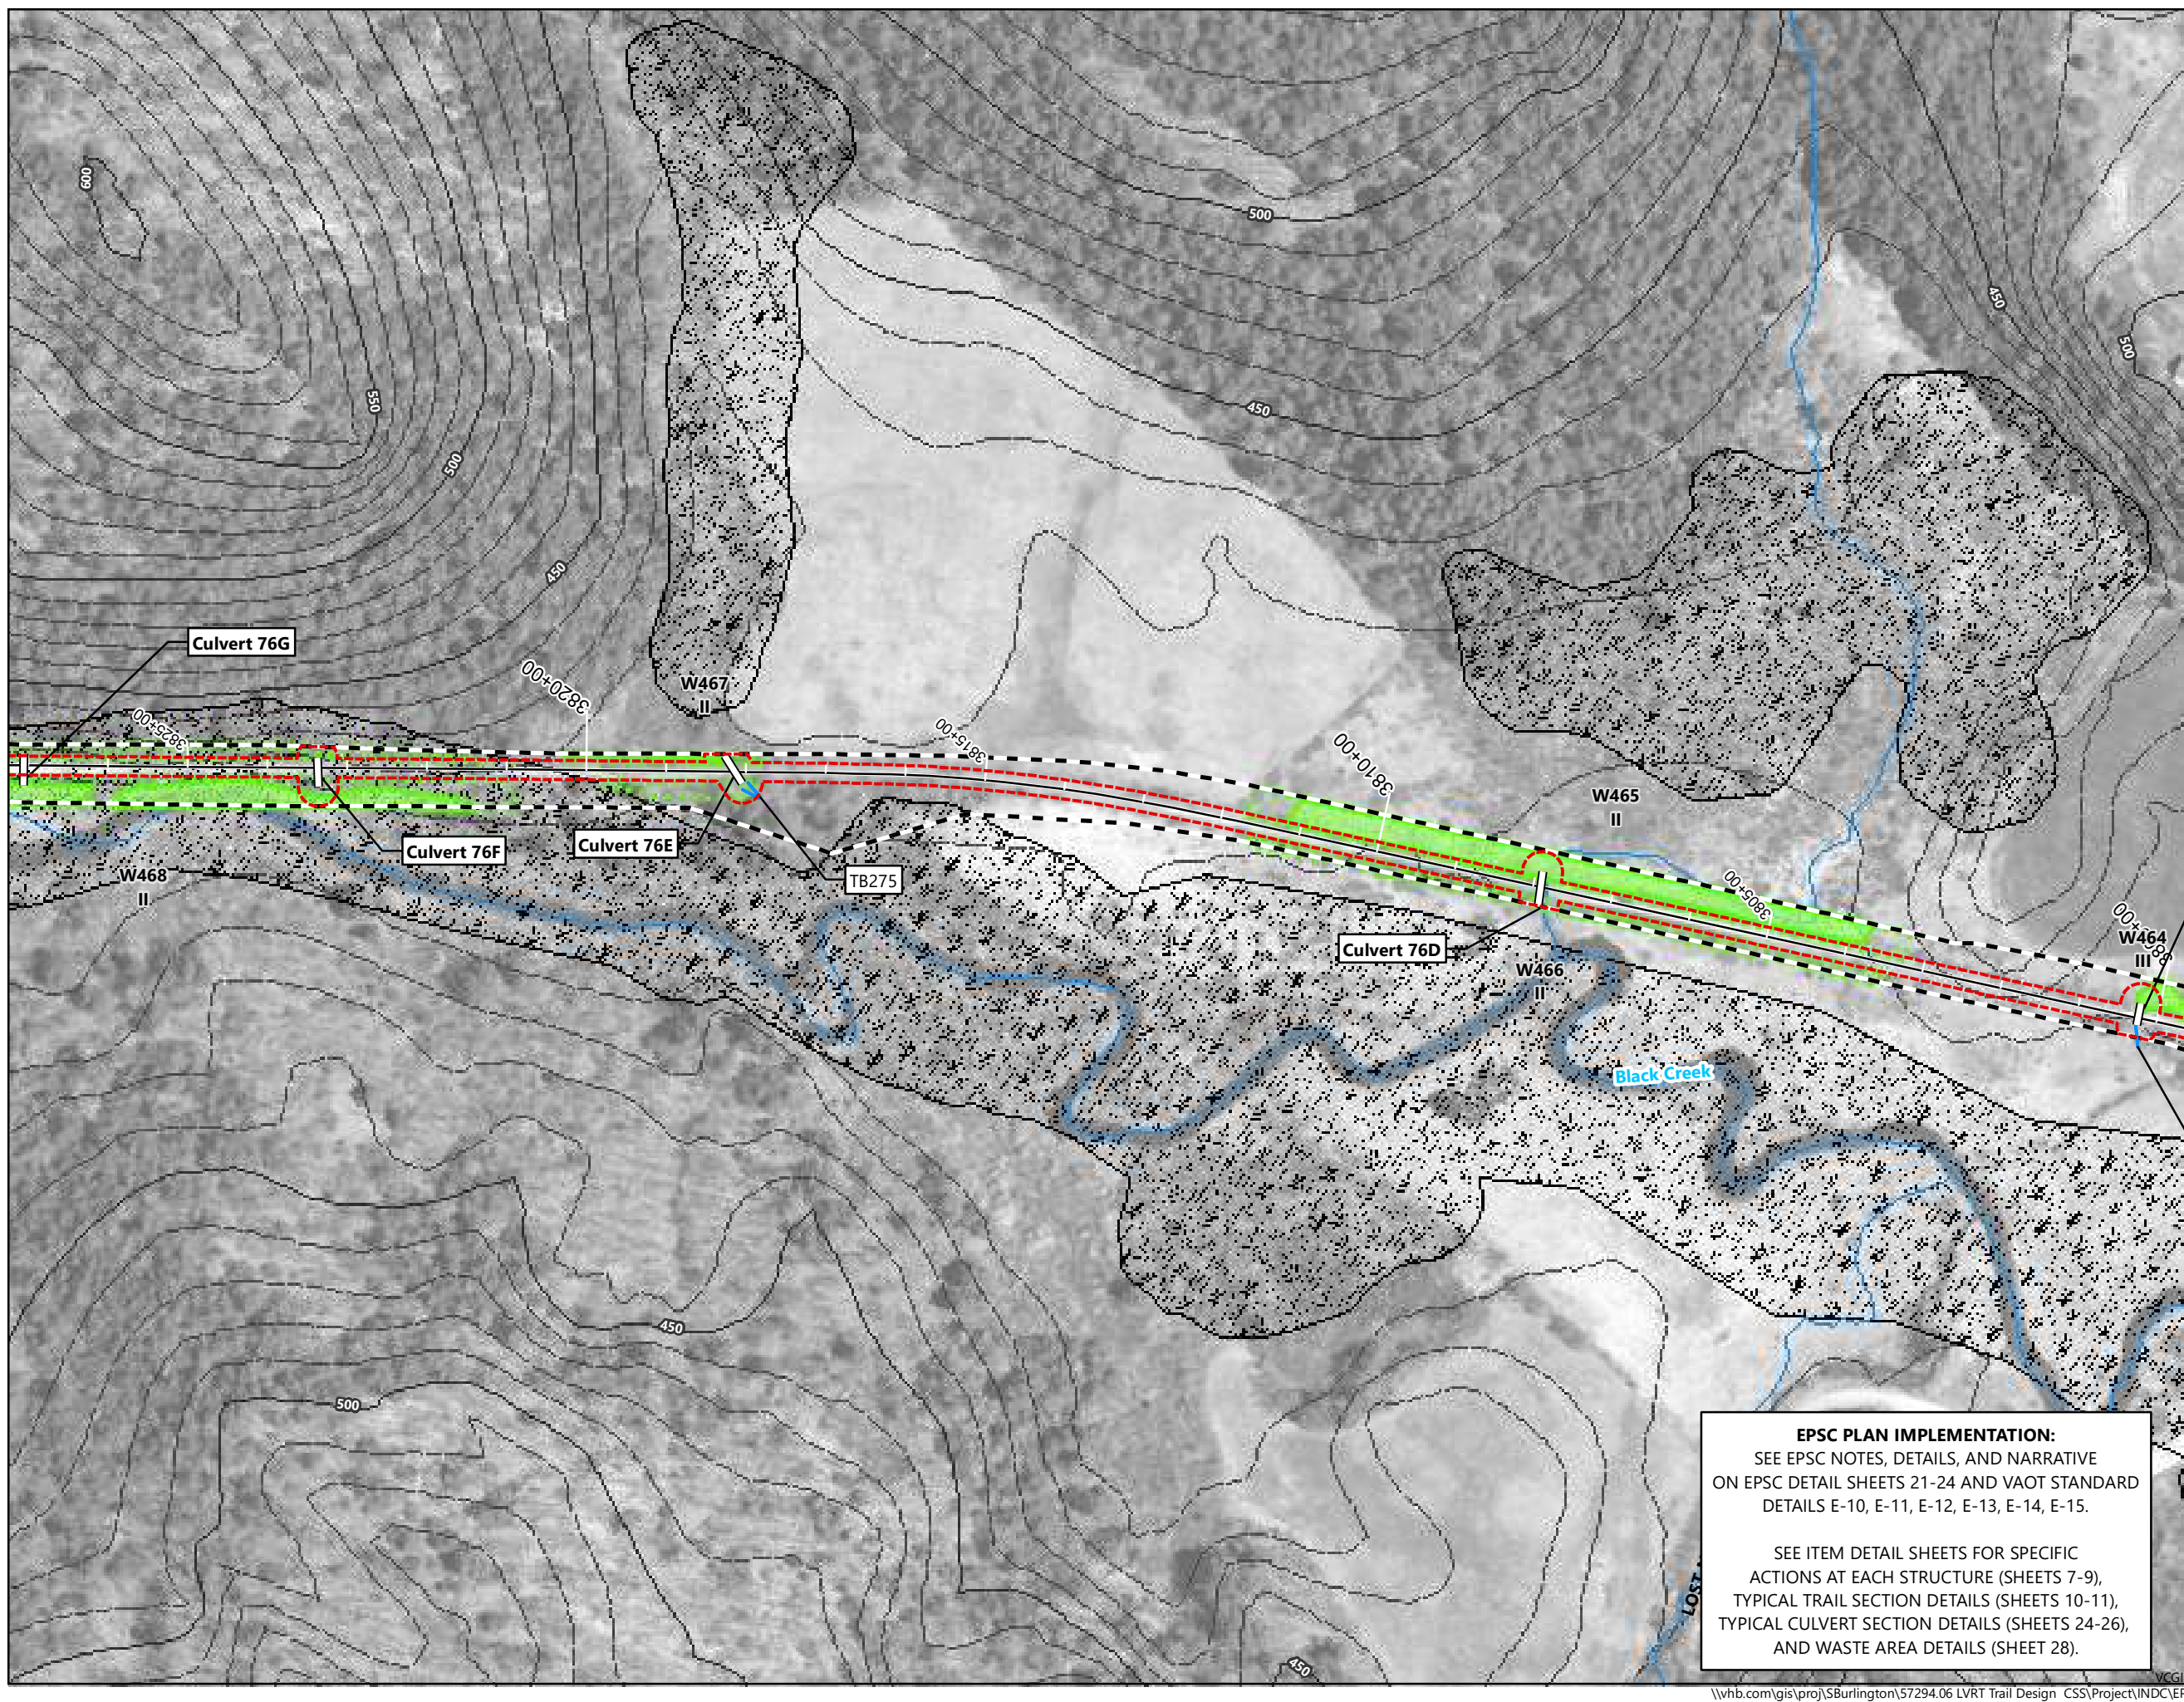 600
500
450
500
550
450
500
450
Culvert 76G
3820+00
W467
II
3825+00
3815+00
3810+00
W465
II
Culvert 76F
Culvert 76E
TB275
W468
II
3805+00
Culvert 76D
W464
III
W466
II
Black Creek
450
500
450
LOST
EPSC PLAN IMPLEMENTATION:
SEE EPSC NOTES, DETAILS, AND NARRATIVE
ON EPSC DETAIL SHEETS 21-24 AND VAOT STANDARD
DETAILS E-10, E-11, E-12, E-13, E-14, E-15.
SEE ITEM DETAIL SHEETS FOR SPECIFIC
ACTIONS AT EACH STRUCTURE (SHEETS 7-9),
TYPICAL TRAIL SECTION DETAILS (SHEETS 10-11),
TYPICAL CULVERT SECTION DETAILS (SHEETS 24-26),
AND WASTE AREA DETAILS (SHEET 28).
VCGI
\\vhb.com\gis\proj\SBurlington\57294.06 LVRT Trail Design CSS\Project\INDC\